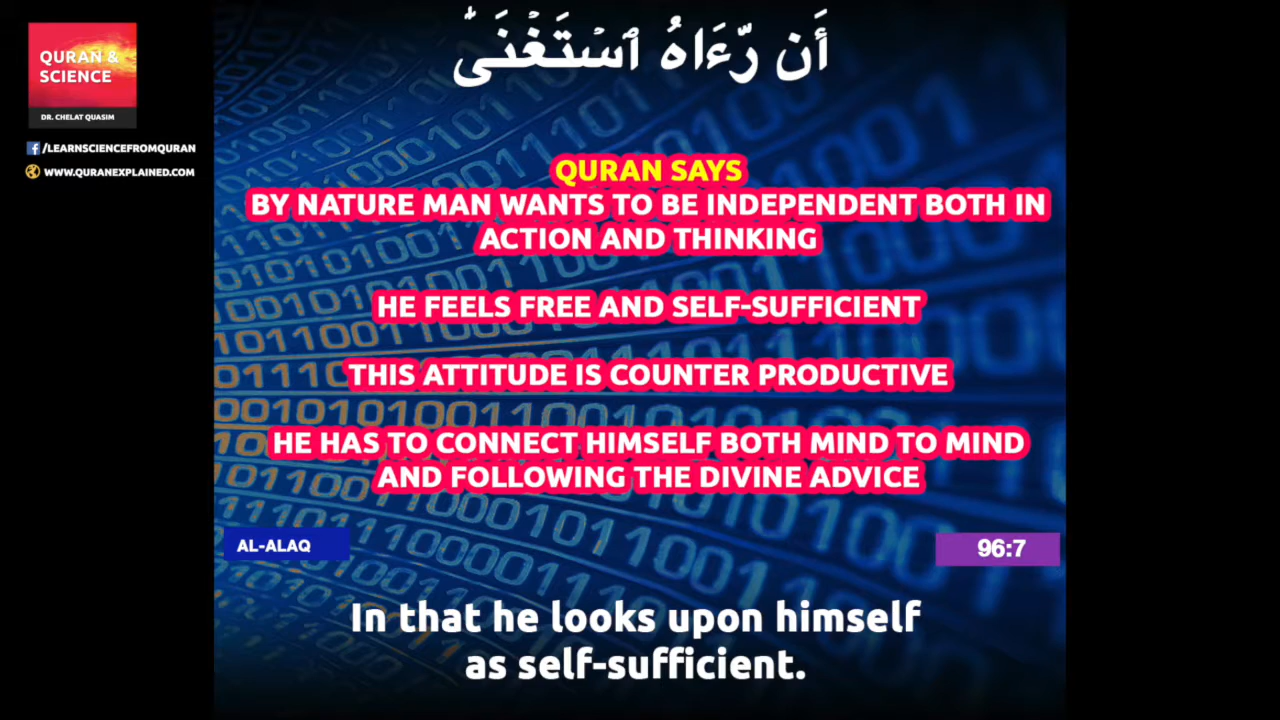 أَن رَّءَاهُ ٱسْتَغْنَىٰٓ
QURAN &
SCIENCE
DR. CHELAT QUASIM
/LEARNSCIENCEFROMQURAN
WWW.QURANEXPLAINED.COM
QURAN SAYS
BY NATURE MAN WANTS TO BE INDEPENDENT BOTH IN
ACTION AND THINKING
HE FEELS FREE AND SELF-SUFFICIENT
THIS ATTITUDE IS COUNTER PRODUCTIVE
HE HAS TO CONNECT HIMSELF BOTH MIND TO MIND
AND FOLLOWING THE DIVINE ADVICE
AL-ALAQ
96:7
In that he looks upon himself
as self-sufficient.